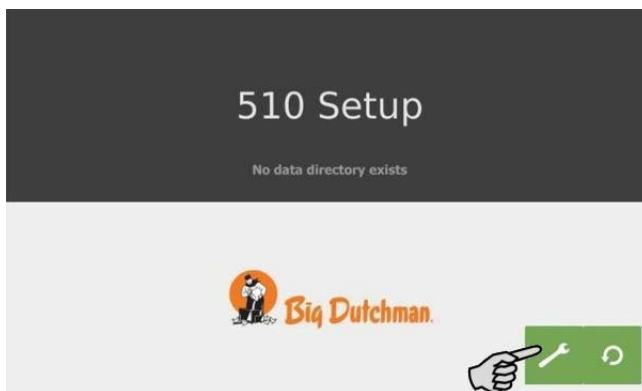 510 Setup
No data directory exists
Big Dutchman.